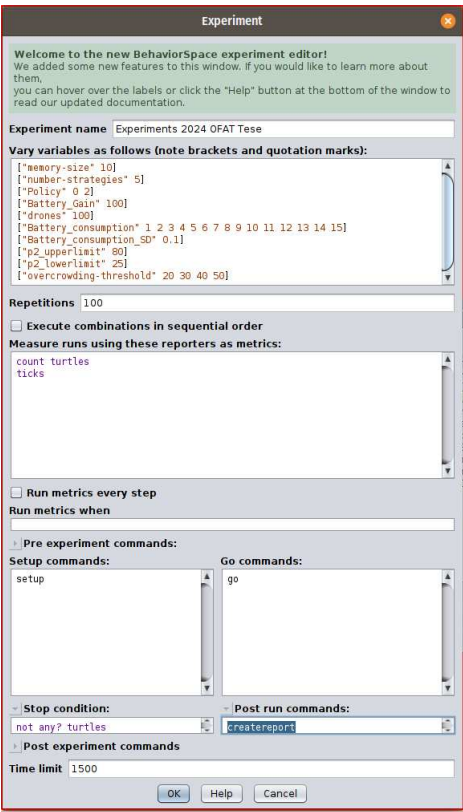 Experiment
Welcome to the new BehaviorSpace experiment editor!
We added some new features to this window. If you would like to learn more about
them,
you can hover over the labels or click the "Help" button at the bottom of the window to
read our updated documentation.
Experiment name Experiments 2024 OFAT Tese
Vary variables as follows (note brackets and quotation marks):
["memory-size" 10]
["number-strategies" 5]
["Policy" 0 2]
["Battery_Gain" 100]
["drones" 100]
["Battery_consumption" 1 2 3 4 5 6 7 8 9 10 11 12 13 14 15]
["Battery_consumption_SD" 0.1]
["p2_upperlimit" 80]
["p2_lowerlimit" 25]
["overcrowding-threshold" 20 30 40 50]
Repetitions 100
Execute combinations in sequential order
Measure runs using these reporters as metrics:
count turtles
ticks
Run metrics every step
Run metrics when
Pre experiment commands:
Setup commands: Go commands:
setup go
Stop condition: Post run commands:
not any? turtles createreport
Post experiment commands
Time limit 1500
OK Help Cancel